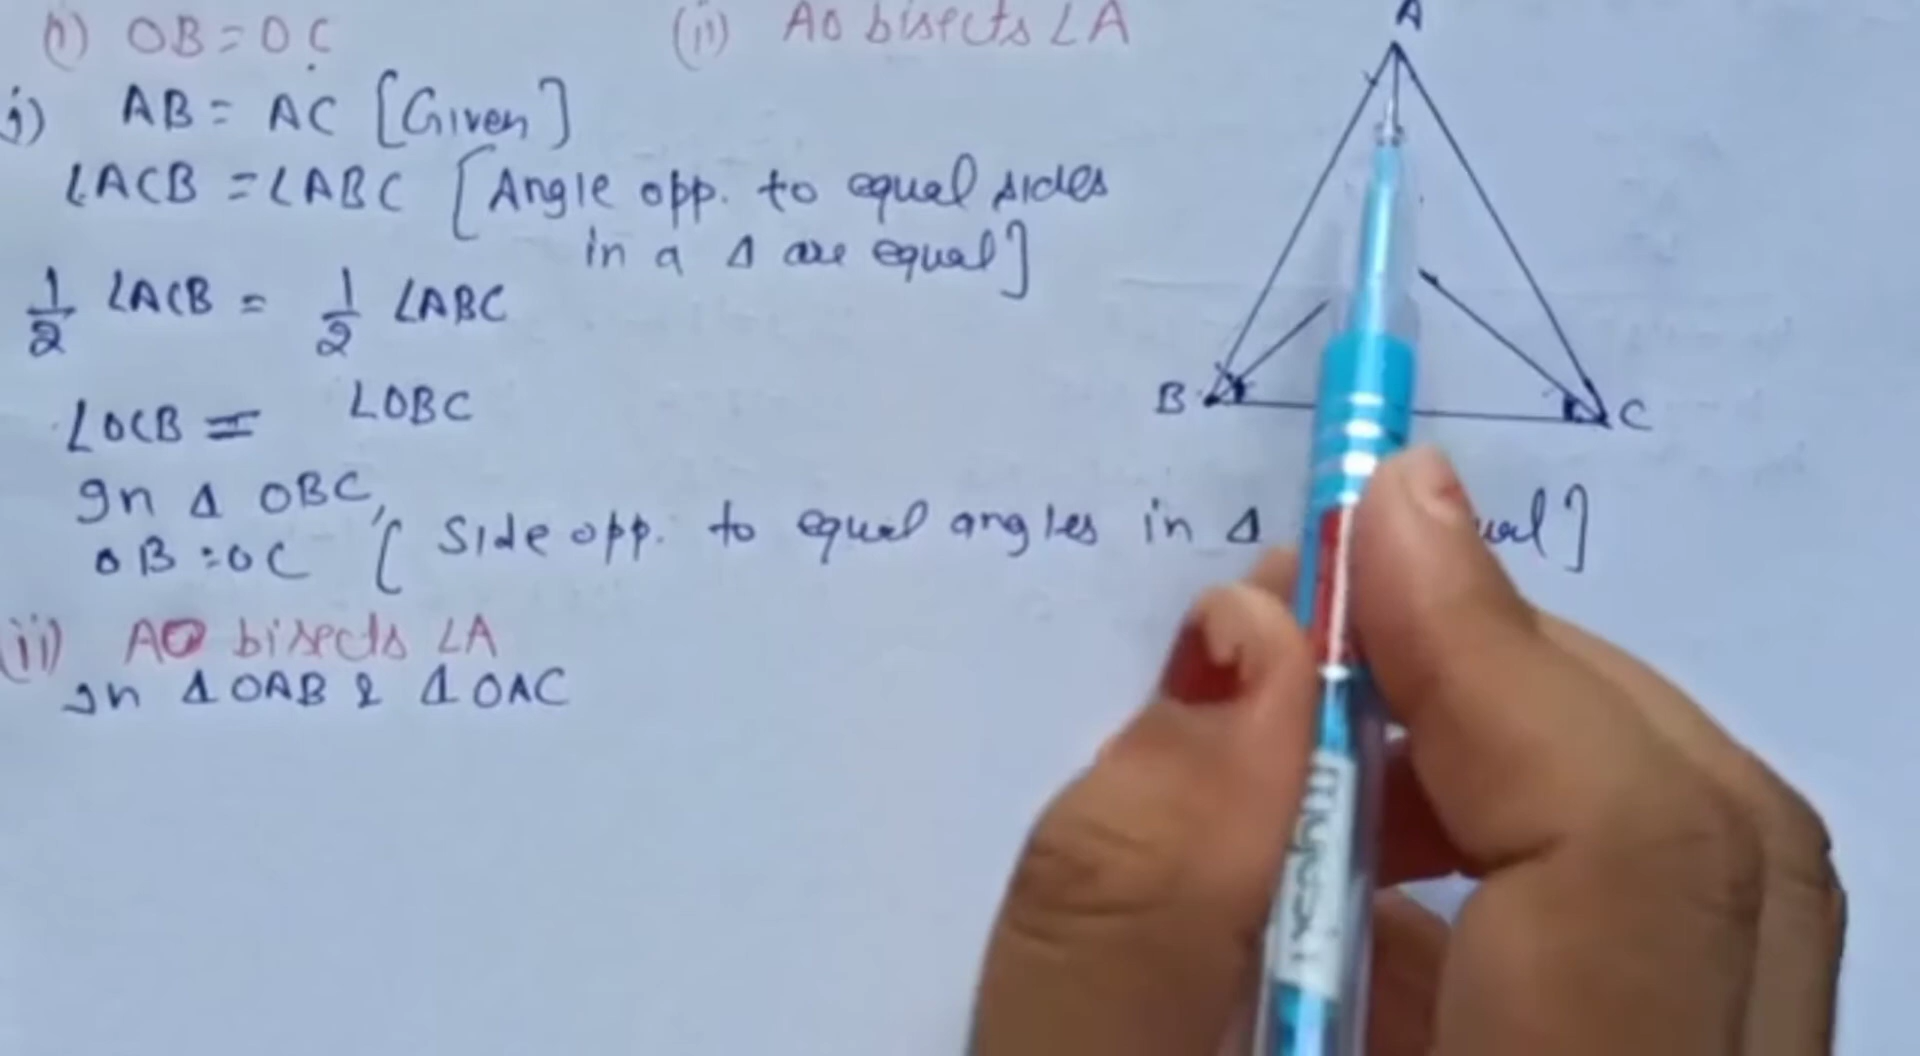 (i) OB = OC (ii) AO bisects ∠A
i) AB = AC [Given]
∠ACB = ∠ABC [Angle opp. to equal sides
in a Δ are equal]
1/2 ∠ACB = 1/2 ∠ABC
∠OCB = ∠OBC
In Δ OBC,
OB = OC [Side opp. to equal angles in Δ
(ii) AO bisects ∠A
In Δ OAB & Δ OAC
A
B
C